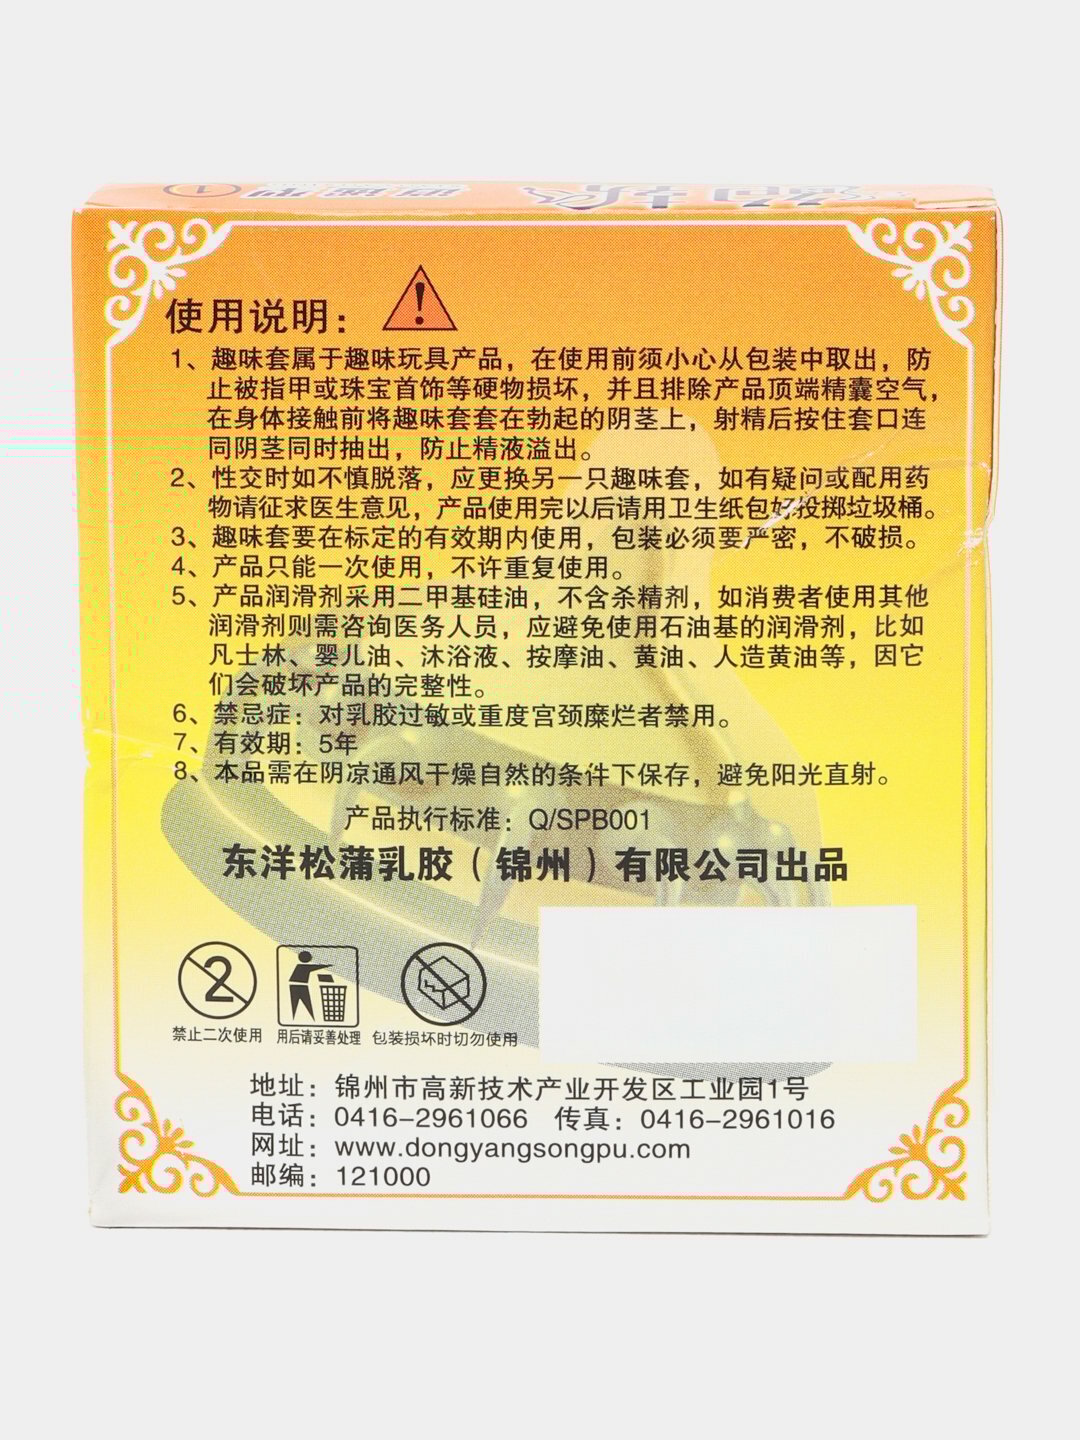 使用说明：
1、趣味套属于趣味玩具产品，在使用前须小心从包装中取出，防
止被指甲或珠宝首饰等硬物损坏，并且排除产品顶端精囊空气，
在身体接触前将趣味套套在勃起的阴茎上，射精后按住套口连
同阴茎同时抽出，防止精液溢出。
2、性交时如不慎脱落，应更换另一只趣味套，如有疑问或配用药
物请征求医生意见，产品使用完以后请用卫生纸包好投掷垃圾桶。
3、趣味套要在标定的有效期内使用，包装必须要严密，不破损。
4、产品只能一次使用，不许重复使用。
5、产品润滑剂采用二甲基硅油，不含杀精剂，如消费者使用其他
润滑剂则需咨询医务人员，应避免使用石油基的润滑剂，比如
凡士林、婴儿油、沐浴液、按摩油、黄油、人造黄油等，因它
们会破坏产品的完整性。
6、禁忌症：对乳胶过敏或重度宫颈糜烂者禁用。
7、有效期：5年
8、本品需在阴凉通风干燥自然的条件下保存，避免阳光直射。
产品执行标准：Q/SPB001
东洋松蒲乳胶（锦州）有限公司出品
2
禁止二次使用 用后请妥善处理 包装损坏时切勿使用
地址：锦州市高新技术产业开发区工业园1号
电话：0416-2961066 传真：0416-2961016
网址：www.dongyangsongpu.com
邮编：121000